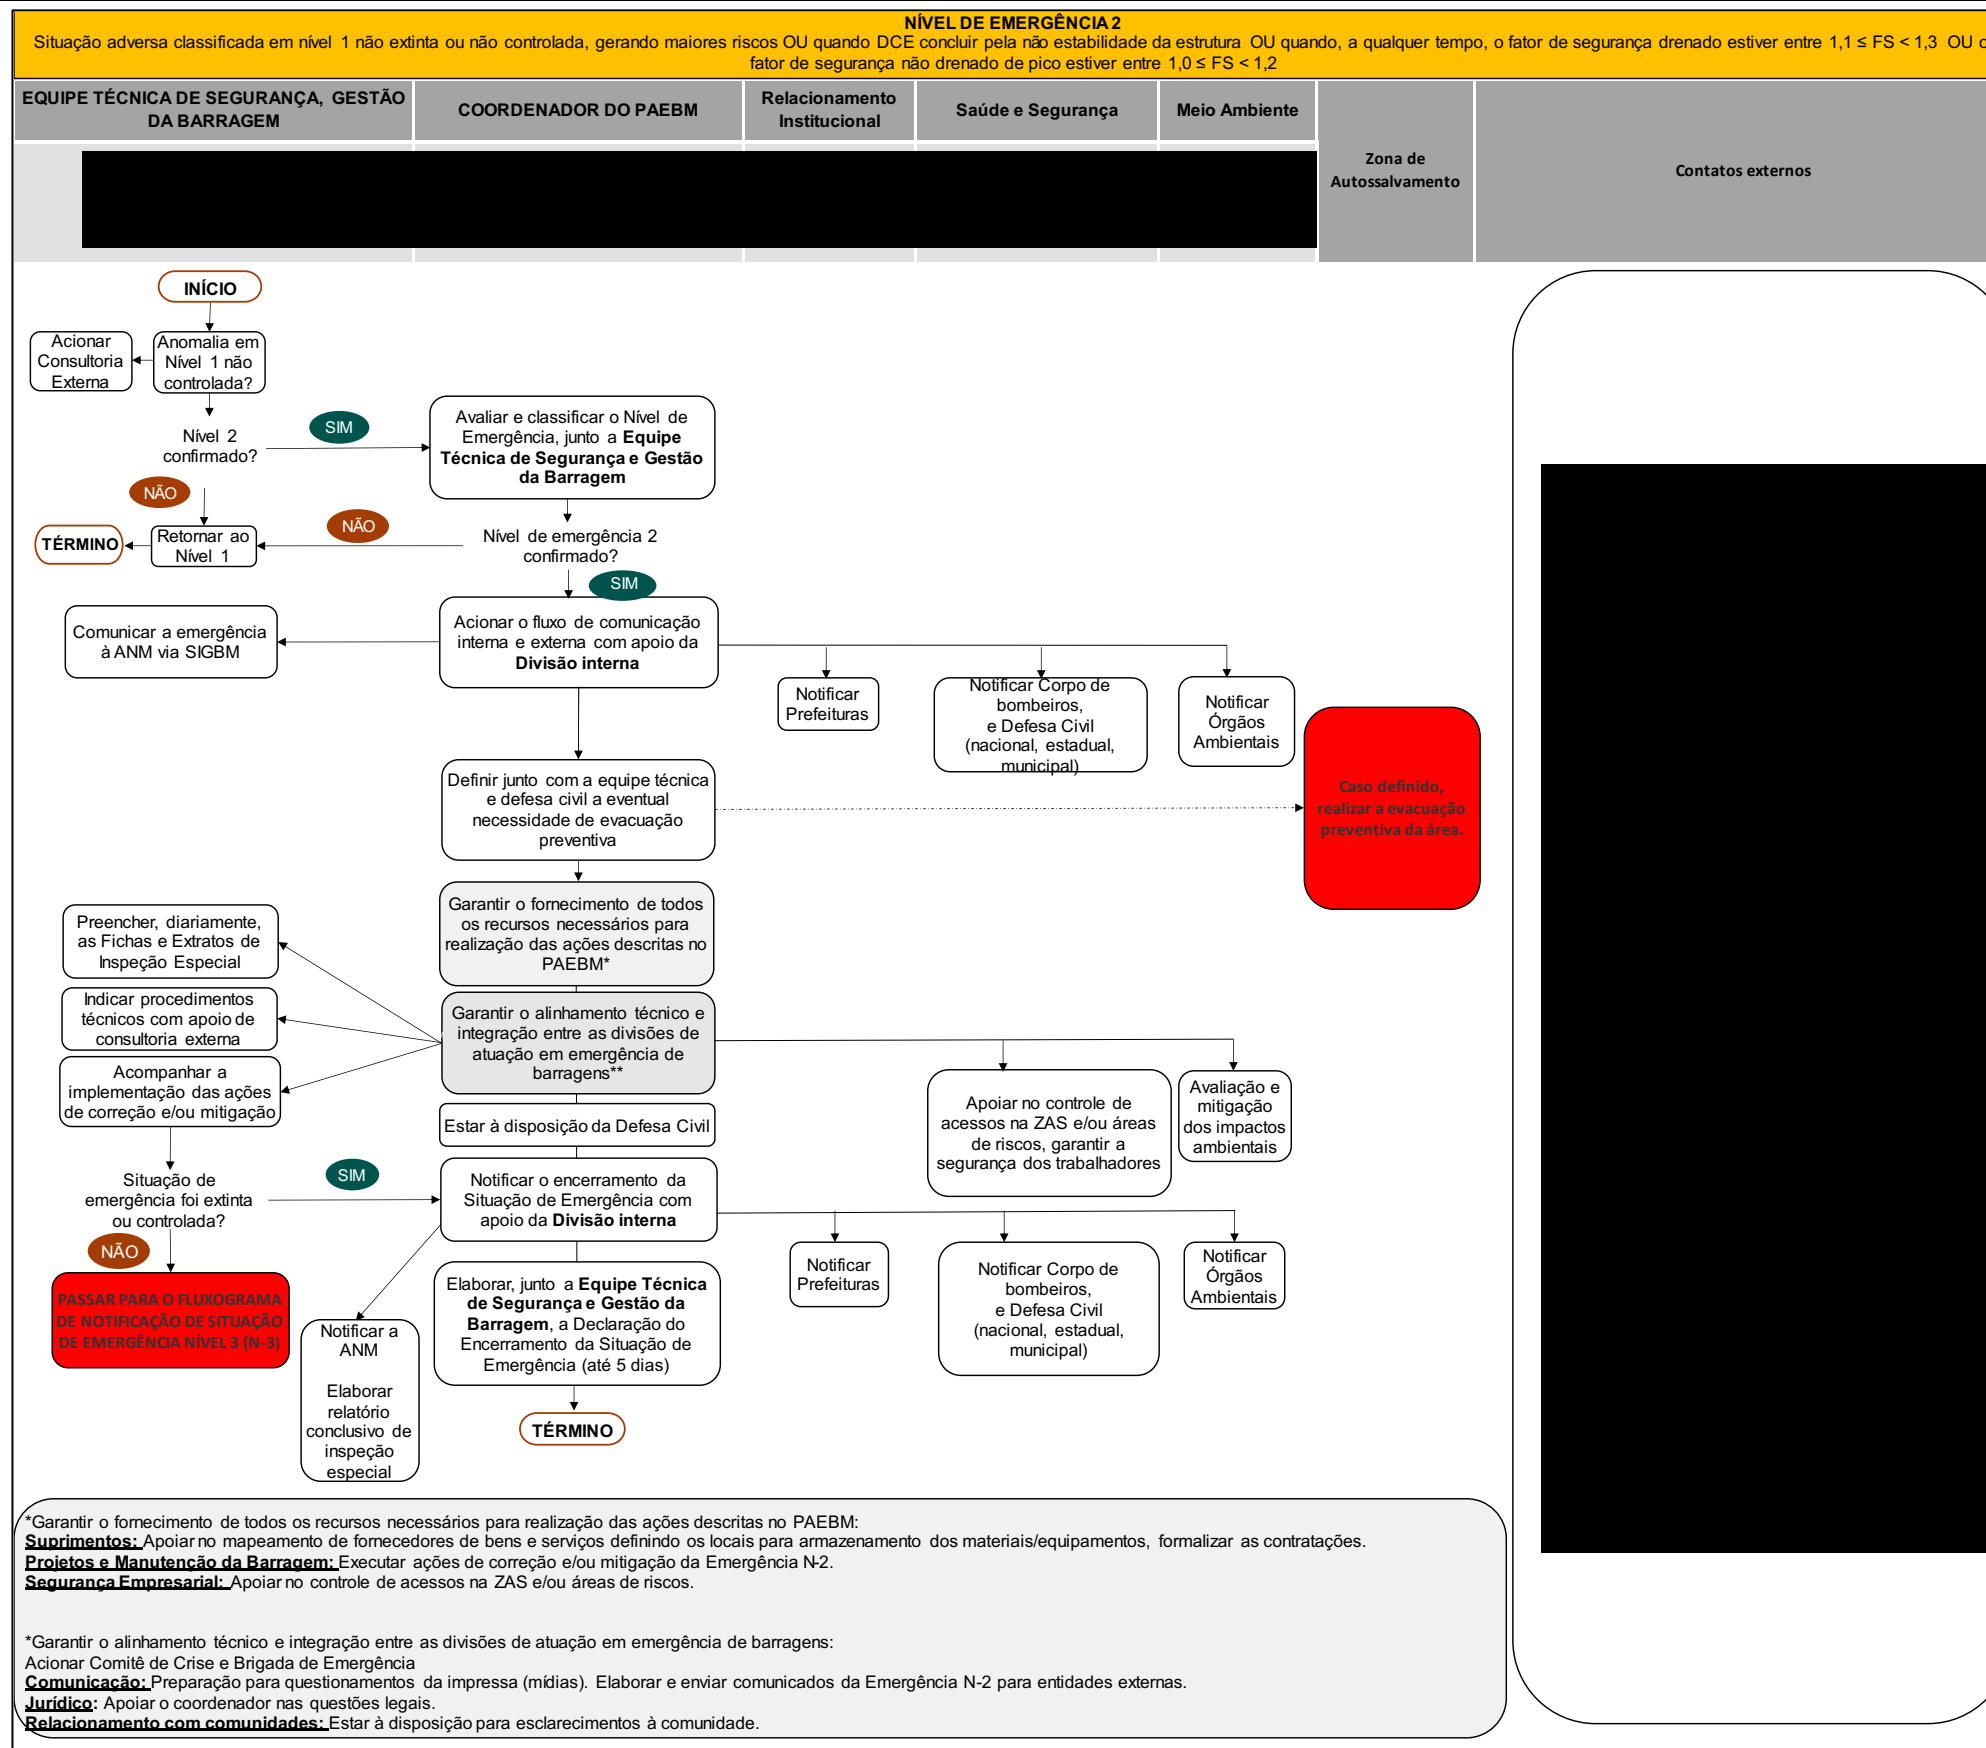 NÍVEL DE EMERGÊNCIA 2
Situação adversa classificada em nível 1 não extinta ou não controlada, gerando maiores riscos OU quando DCE concluir pela não estabilidade da estrutura OU quando, a qualquer tempo, o fator de segurança drenado estiver entre 1,1 ≤ FS < 1,3 OU o
fator de segurança não drenado de pico estiver entre 1,0 ≤ FS < 1,2
EQUIPE TÉCNICA DE SEGURANÇA, GESTÃO
DA BARRAGEM
COORDENADOR DO PAEBM
Relacionamento
Institucional
Saúde e Segurança
Meio Ambiente
Zona de
Autossalvamento
Contatos externos
INÍCIO
Acionar
Consultoria
Externa
Anomalia em
Nível 1 não
controlada?
Nível 2
confirmado?
SIM
Avaliar e classificar o Nível de
Emergência, junto a Equipe
Técnica de Segurança e Gestão
da Barragem
NÃO
TÉRMINO
Retornar ao
Nível 1
NÃO
Nível de emergência 2
confirmado?
SIM
Comunicar a emergência
à ANM via SIGBM
Acionar o fluxo de comunicação
interna e externa com apoio da
Divisão interna
Notificar
Prefeituras
Notificar Corpo de
bombeiros,
e Defesa Civil
(nacional, estadual,
municipal)
Notificar
Órgãos
Ambientais
Definir junto com a equipe técnica
e defesa civil a eventual
necessidade de evacuação
preventiva
Caso definido,
realizar a evacuação
preventiva da área.
Garantir o fornecimento de todos
os recursos necessários para
realização das ações descritas no
PAEBM*
Preencher, diariamente,
as Fichas e Extratos de
Inspeção Especial
Indicar procedimentos
técnicos com apoio de
consultoria externa
Acompanhar a
implementação das ações
de correção e/ou mitigação
Garantir o alinhamento técnico e
integração entre as divisões de
atuação em emergência de
barragens**
Apoiar no controle de
acessos na ZAS e/ou áreas
de riscos, garantir a
segurança dos trabalhadores
Avaliação e
mitigação
dos impactos
ambientais
Estar à disposição da Defesa Civil
Situação de
emergência foi extinta
ou controlada?
SIM
Notificar o encerramento da
Situação de Emergência com
apoio da Divisão interna
NÃO
PASSAR PARA O FLUXOGRAMA
DE NOTIFICAÇÃO DE SITUAÇÃO
DE EMERGÊNCIA NÍVEL 3 (N-3)
Notificar a
ANM
Elaborar
relatório
conclusivo de
inspeção
especial
Elaborar, junto a Equipe Técnica
de Segurança e Gestão da
Barragem, a Declaração do
Encerramento da Situação de
Emergência (até 5 dias)
Notificar
Prefeituras
Notificar Corpo de
bombeiros,
e Defesa Civil
(nacional, estadual,
municipal)
Notificar
Órgãos
Ambientais
TÉRMINO
*Garantir o fornecimento de todos os recursos necessários para realização das ações descritas no PAEBM:
Suprimentos: Apoiar no mapeamento de fornecedores de bens e serviços definindo os locais para armazenamento dos materiais/equipamentos, formalizar as contratações.
Projetos e Manutenção da Barragem: Executar ações de correção e/ou mitigação da Emergência N-2.
Segurança Empresarial: Apoiar no controle de acessos na ZAS e/ou áreas de riscos.
*Garantir o alinhamento técnico e integração entre as divisões de atuação em emergência de barragens:
Acionar Comitê de Crise e Brigada de Emergência
Comunicação: Preparação para questionamentos da impressa (mídias). Elaborar e enviar comunicados da Emergência N-2 para entidades externas.
Jurídico: Apoiar o coordenador nas questões legais.
Relacionamento com comunidades: Estar à disposição para esclarecimentos à comunidade.